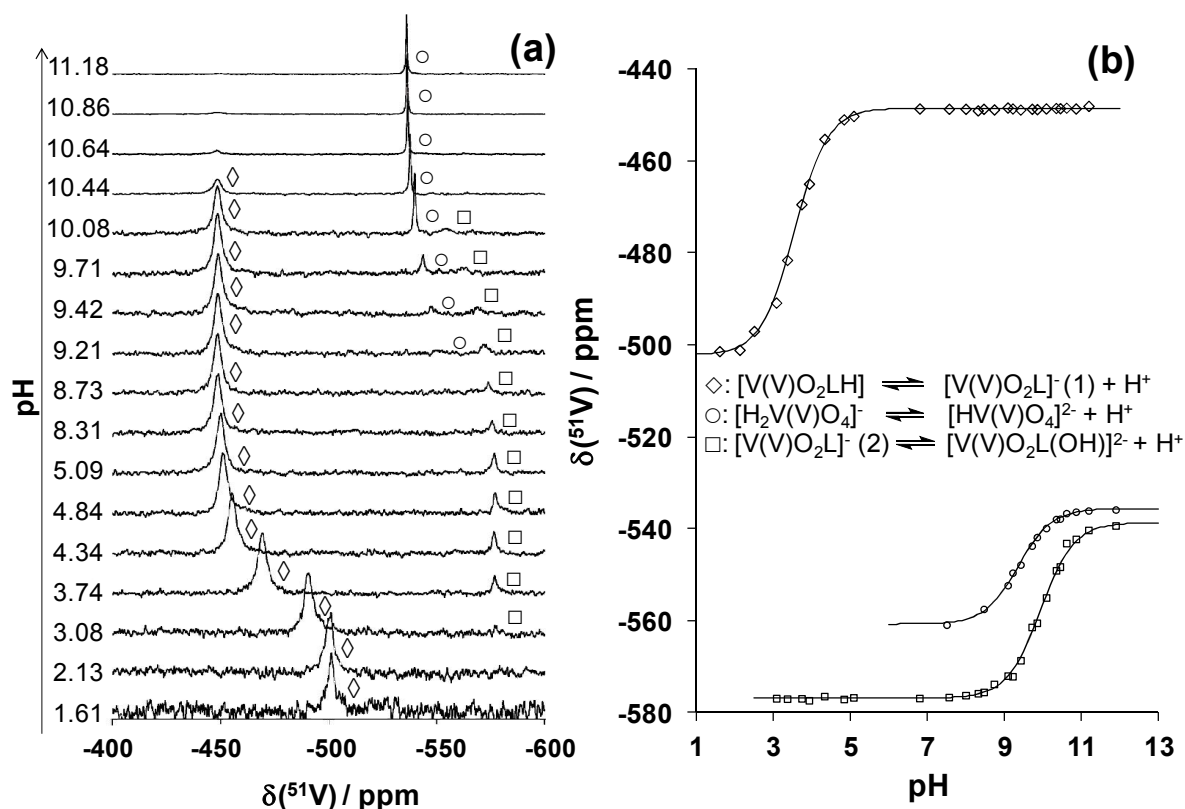 (a)
pH
11.18
10.86
10.64
10.44
10.08
9.71
9.42
9.21
8.73
8.31
5.09
4.84
4.34
3.74
3.08
2.13
1.61
-400 -450 -500 -550 -600
δ(⁵¹V) / ppm
(b)
δ(⁵¹V) / ppm
-440
-460
-480
-500
-520
-540
-560
-580
◇: [V(V)O₂LH] ⇌ [V(V)O₂L]⁻ (1) + H⁺
○: [H₂V(V)O₄]⁻ ⇌ [HV(V)O₄]²⁻ + H⁺
□: [V(V)O₂L]⁻ (2) ⇌ [V(V)O₂L(OH)]²⁻ + H⁺
1 3 5 7 9 11 13
pH